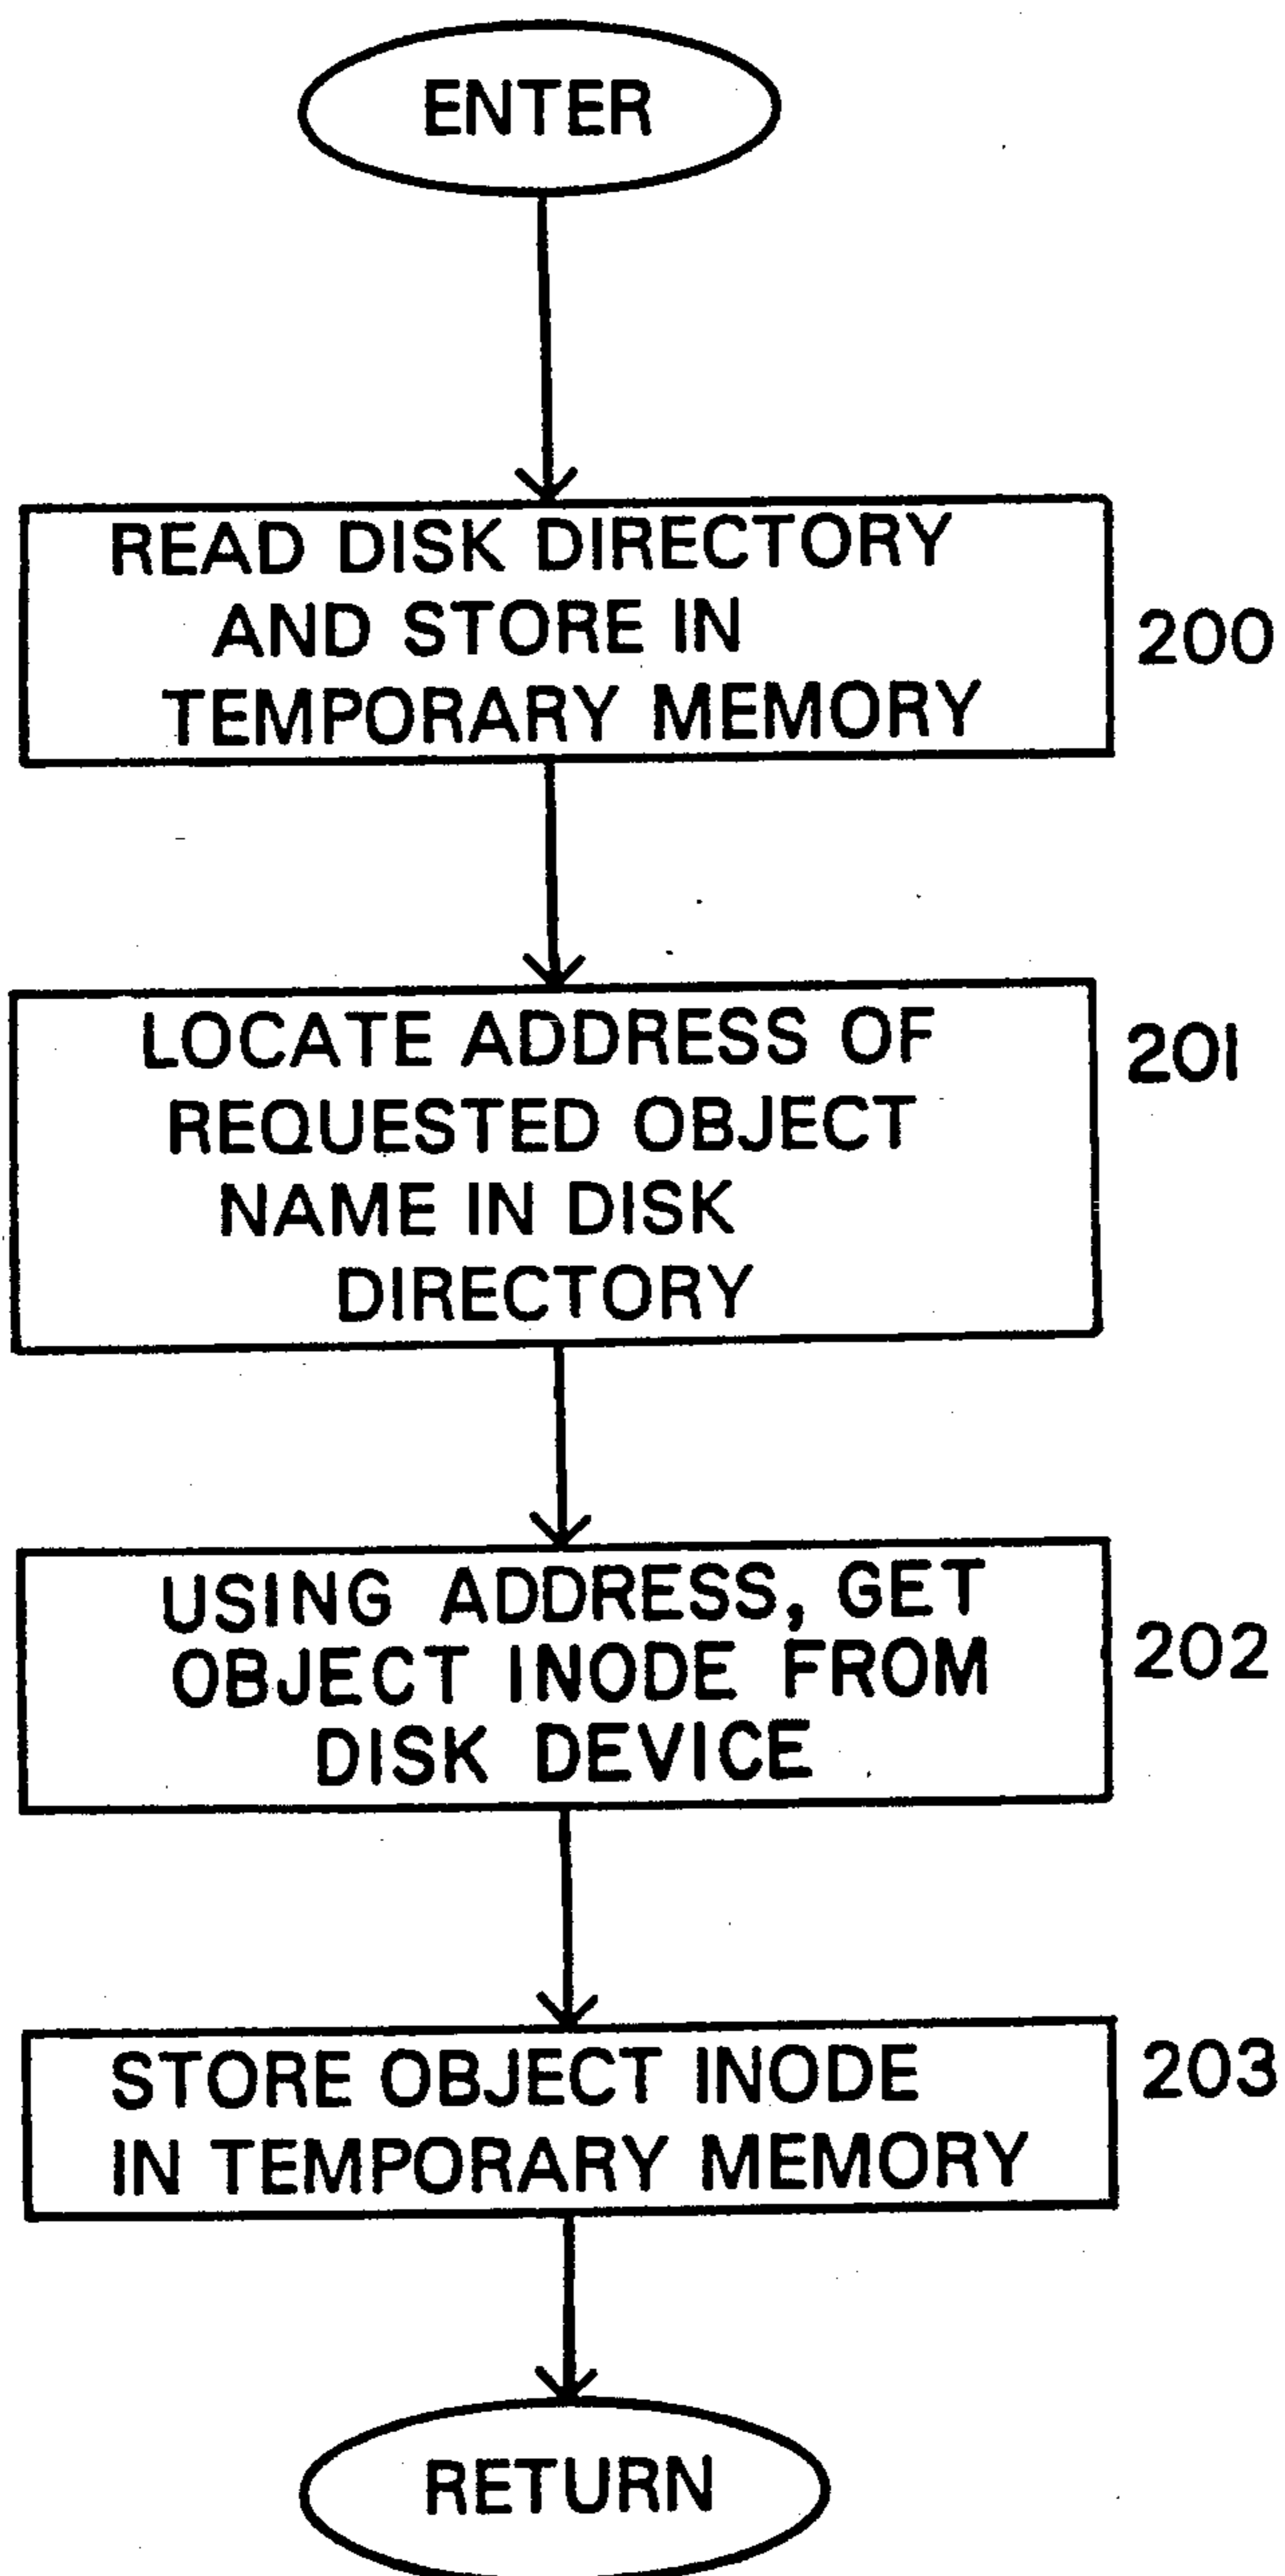 ENTER
READ DISK DIRECTORY
AND STORE IN
TEMPORARY MEMORY
200
LOCATE ADDRESS OF
REQUESTED OBJECT
NAME IN DISK
DIRECTORY
201
USING ADDRESS, GET
OBJECT INODE FROM
DISK DEVICE
202
STORE OBJECT INODE
IN TEMPORARY MEMORY
203
RETURN